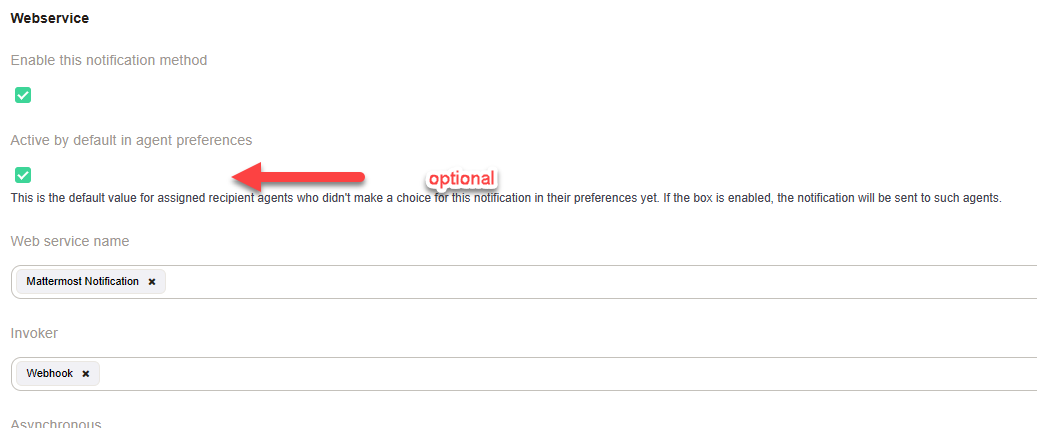 Webservice
Enable this notification method
Active by default in agent preferences
optional
This is the default value for assigned recipient agents who didn't make a choice for this notification in their preferences yet. If the box is enabled, the notification will be sent to such agents.
Web service name
Mattermost Notification ×
Invoker
Webhook ×
Asynchronous